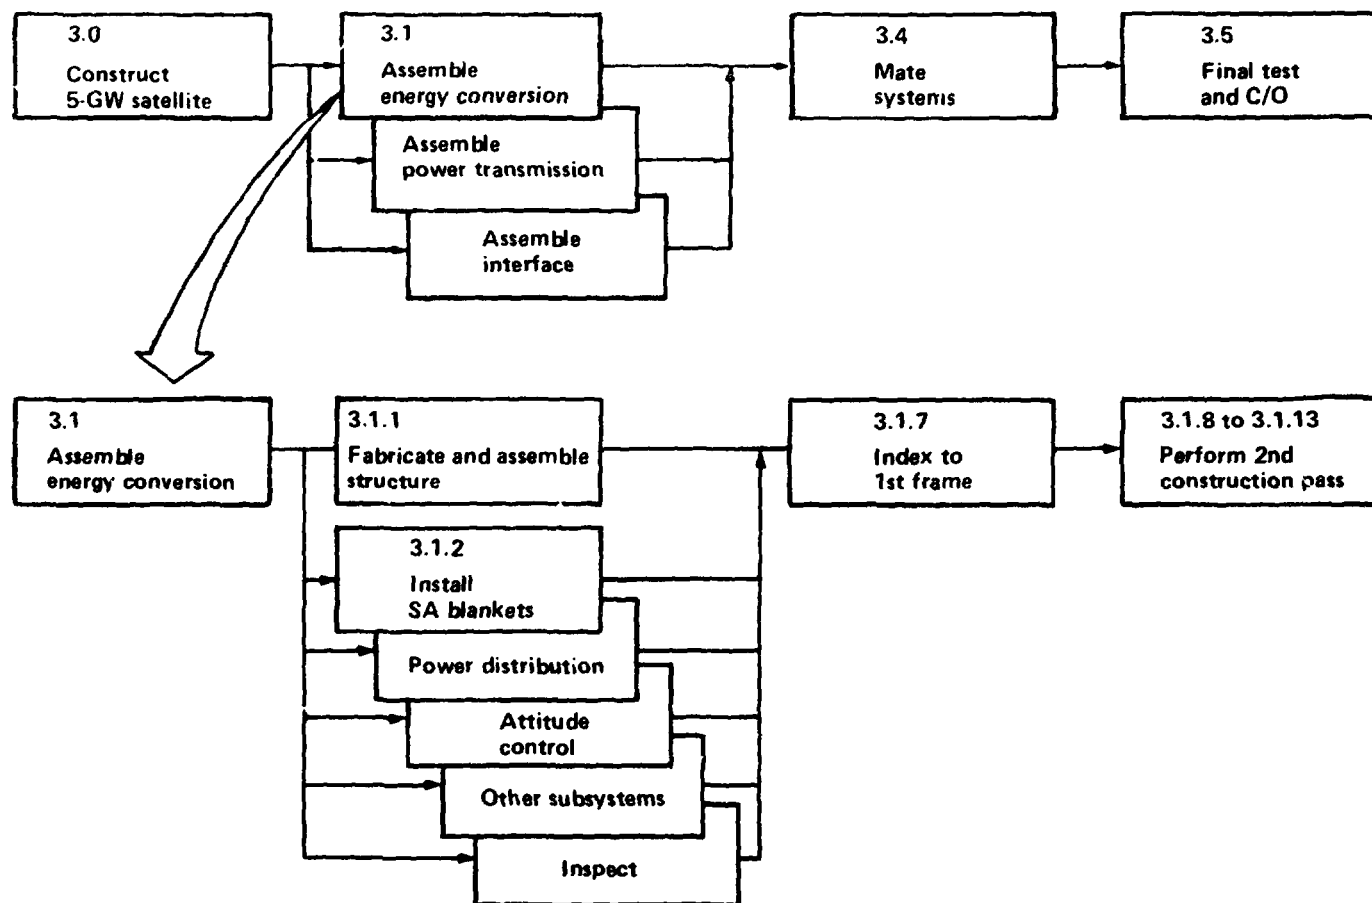 3.0
Construct
5-GW satellite
3.1
Assemble
energy conversion
Assemble
power transmission
Assemble
interface
3.4
Mate
systems
3.5
Final test
and C/O
3.1
Assemble
energy conversion
3.1.1
Fabricate and assemble
structure
3.1.2
Install
SA blankets
Power distribution
Attitude
control
Other subsystems
Inspect
3.1.7
Index to
1st frame
3.1.8 to 3.1.13
Perform 2nd
construction pass